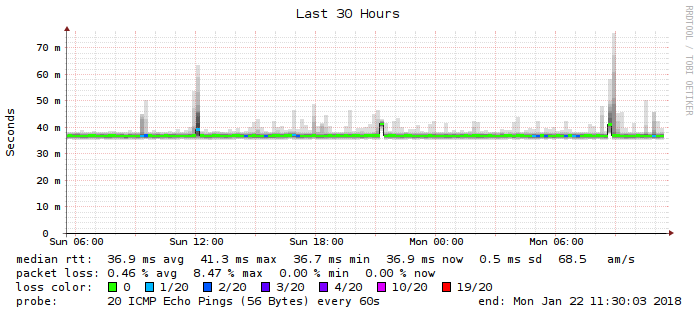 Last 30 Hours
RRDTOOL / TOBI OETIKER
Seconds
70 m
60 m
50 m
40 m
30 m
20 m
10 m
0
Sun 06:00 Sun 12:00 Sun 18:00 Mon 00:00 Mon 06:00
median rtt: 36.9 ms avg 41.3 ms max 36.7 ms min 36.9 ms now 0.5 ms sd 68.5 am/s
packet loss: 0.46 % avg 8.47 % max 0.00 % min 0.00 % now
loss color: 0 1/20 2/20 3/20 4/20 10/20 19/20
probe: 20 ICMP Echo Pings (56 Bytes) every 60s end: Mon Jan 22 11:30:03 2018